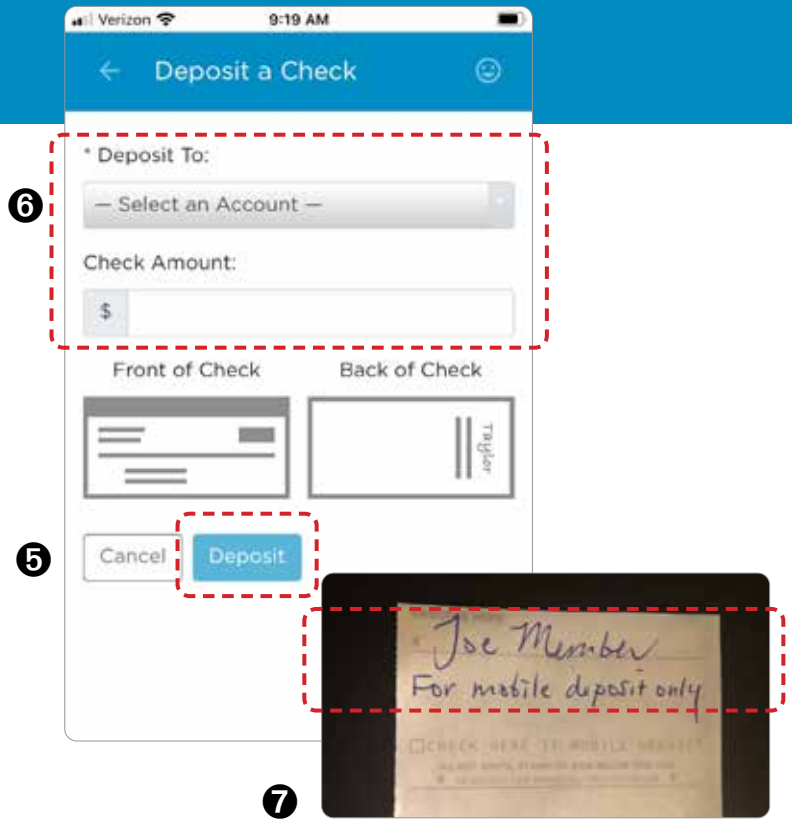 Verizon 9:19 AM
Deposit a Check
* Deposit To:
6
— Select an Account —
Check Amount:
$
Front of Check Back of Check
Taylor
5
Cancel Deposit
Joe Member
For mobile deposit only
CHECK HERE IF MOBILE DEPOSIT
7